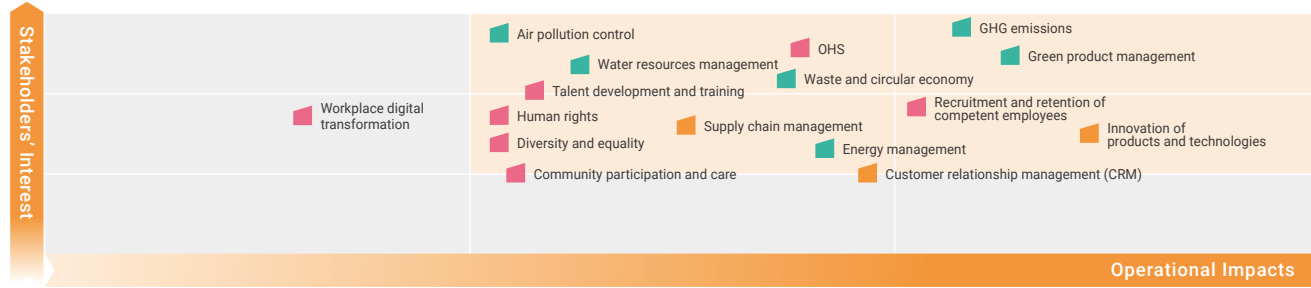 Stakeholders' Interest
Air pollution control
GHG emissions
OHS
Green product management
Water resources management
Waste and circular economy
Talent development and training
Workplace digital
transformation
Recruitment and retention of
competent employees
Human rights
Supply chain management
Innovation of
products and technologies
Diversity and equality
Energy management
Community participation and care
Customer relationship management (CRM)
Operational Impacts